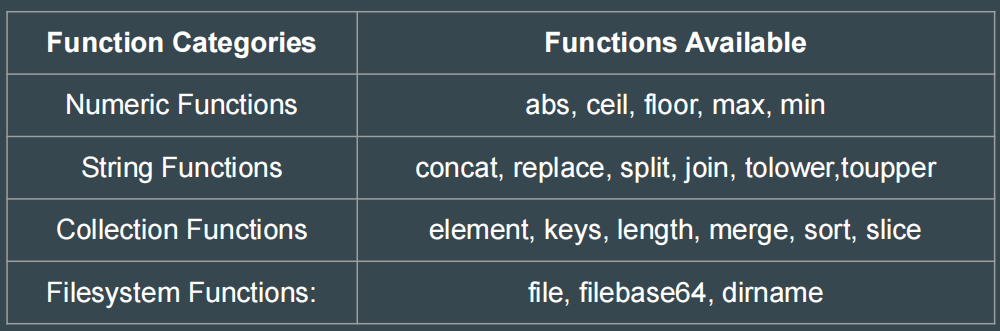 Function Categories Functions Available
Numeric Functions abs, ceil, floor, max, min
String Functions concat, replace, split, join, tolower,toupper
Collection Functions element, keys, length, merge, sort, slice
Filesystem Functions: file, filebase64, dirname